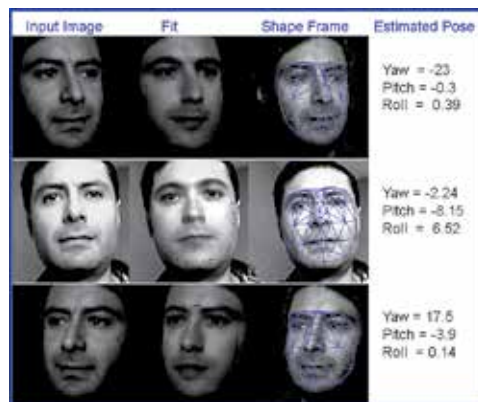 Input Image Fit Shape Frame Estimated Pose
Yaw = -23
Pitch = -0.3
Roll = 0.39
Yaw = -2.24
Pitch = -8.15
Roll = 6.52
Yaw = 17.5
Pitch = -3.9
Roll = 0.14